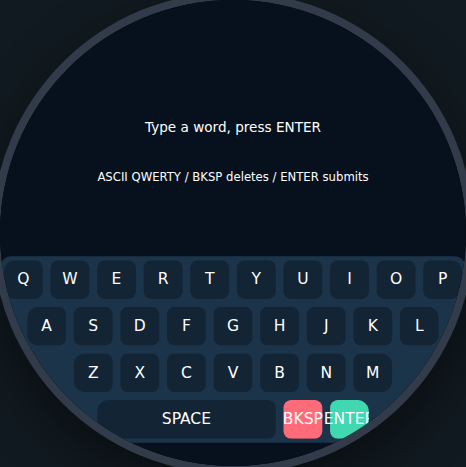 Type a word, press ENTER
ASCII QWERTY / BKSP deletes / ENTER submits
Q W E R T Y U I O P
A S D F G H J K L
Z X C V B N M
SPACE BKSP ENTER